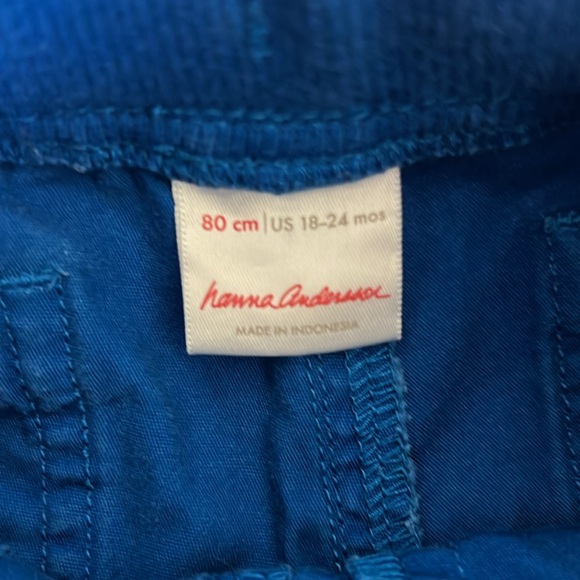 80 cm | US 18-24 mos
hanna andersson
MADE IN INDONESIA